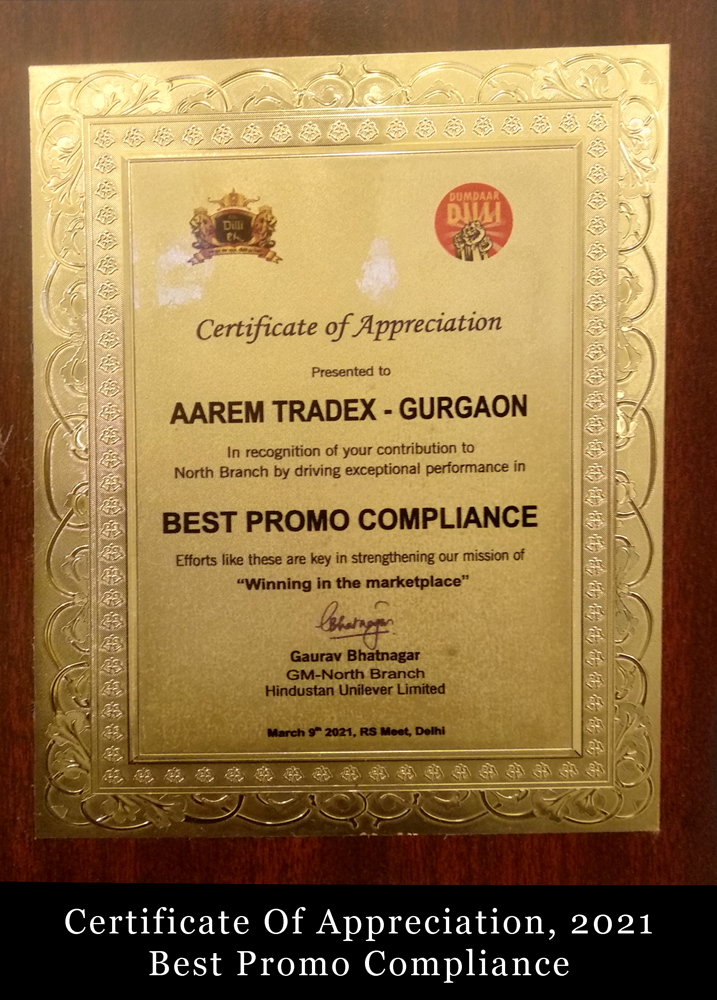 Dilli
DUMDAAR
DILLI
Certificate of Appreciation
Presented to
AAREM TRADEX - GURGAON
In recognition of your contribution to
North Branch by driving exceptional performance in
BEST PROMO COMPLIANCE
Efforts like these are key in strengthening our mission of
“Winning in the marketplace”
Bhatnagar
Gaurav Bhatnagar
GM-North Branch
Hindustan Unilever Limited
March 9th 2021, RS Meet, Delhi
Certificate Of Appreciation, 2021
Best Promo Compliance